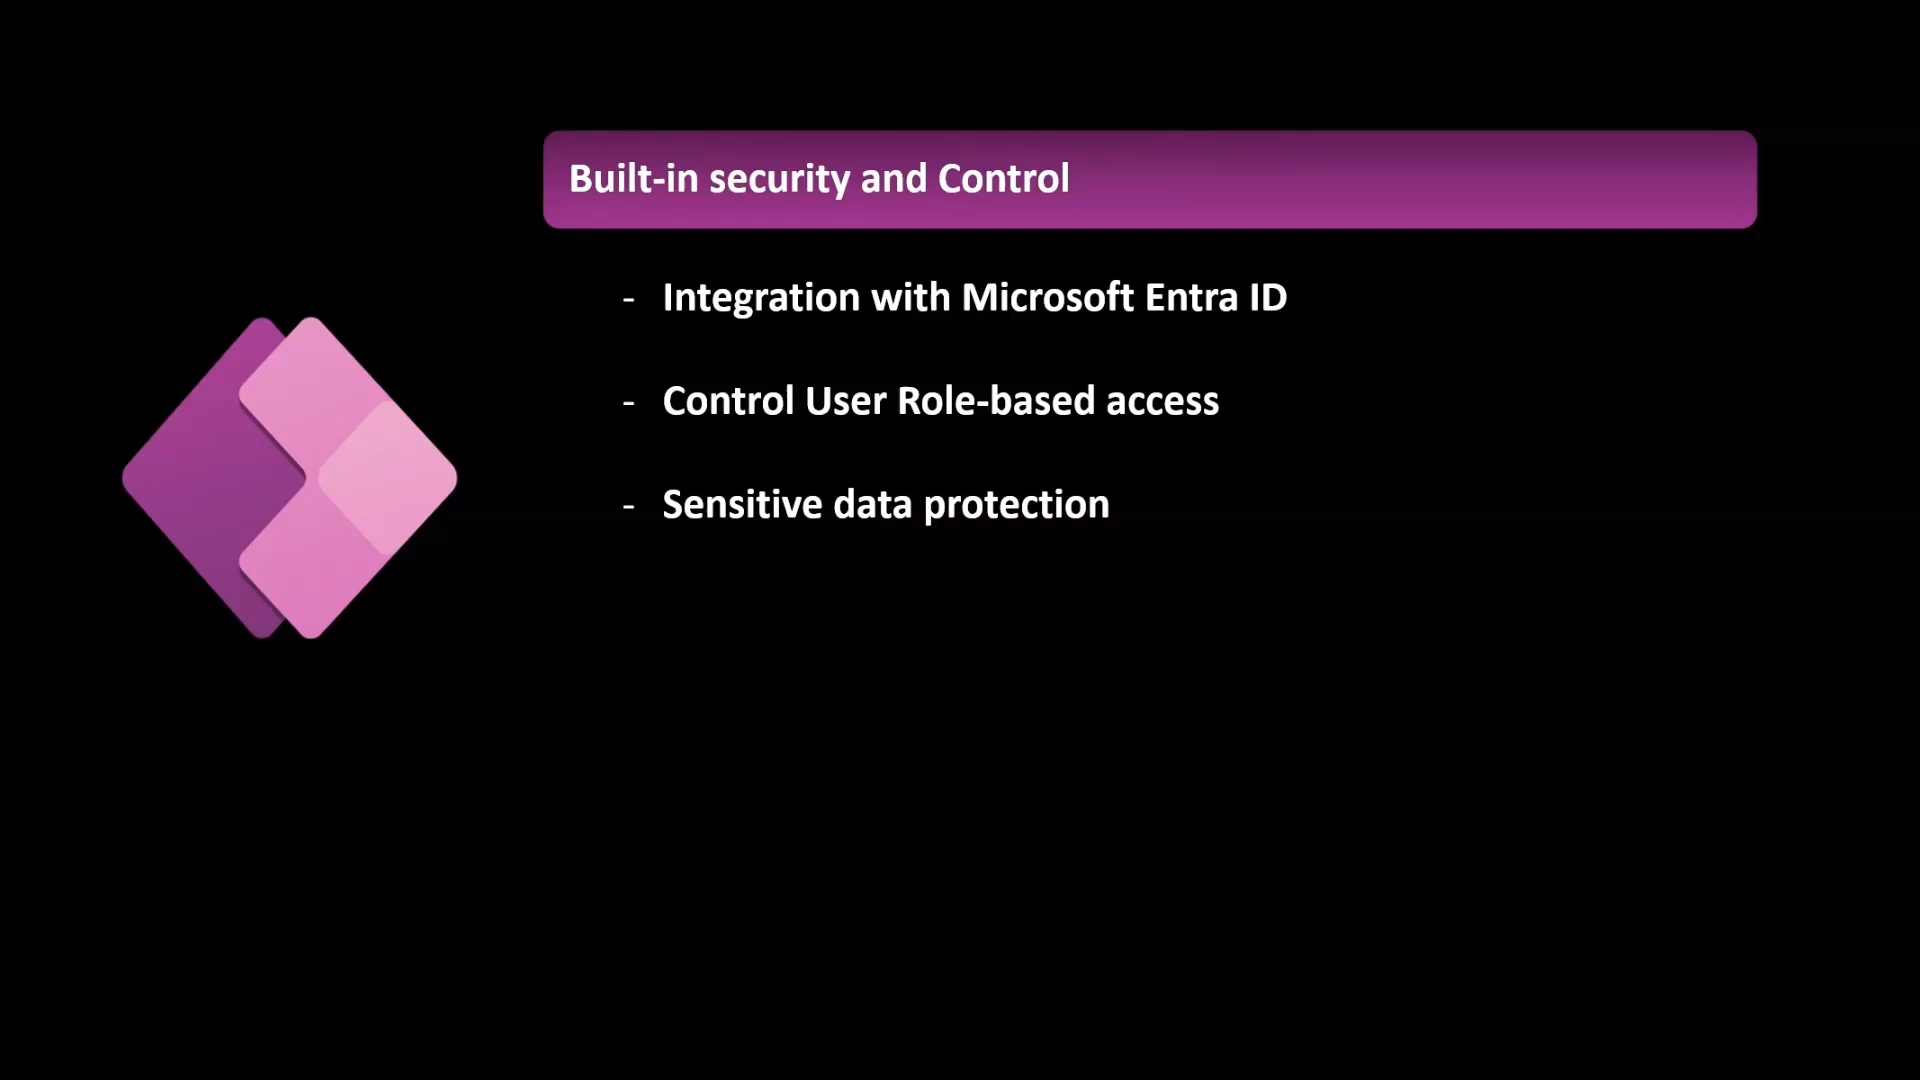 Built-in security and Control
- Integration with Microsoft Entra ID
- Control User Role-based access
- Sensitive data protection